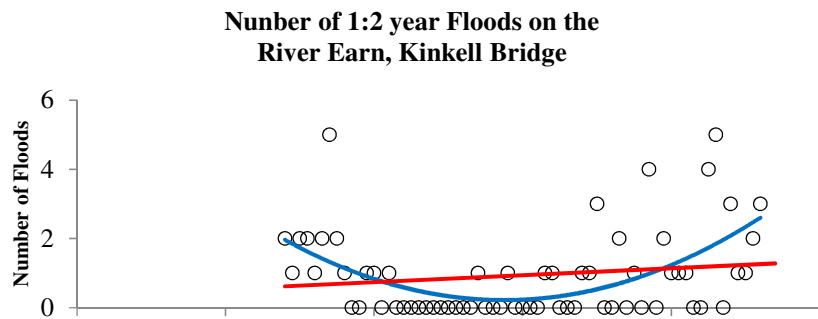 Nunber of 1:2 year Floods on the
River Earn, Kinkell Bridge
Number of Floods
6
4
2
0